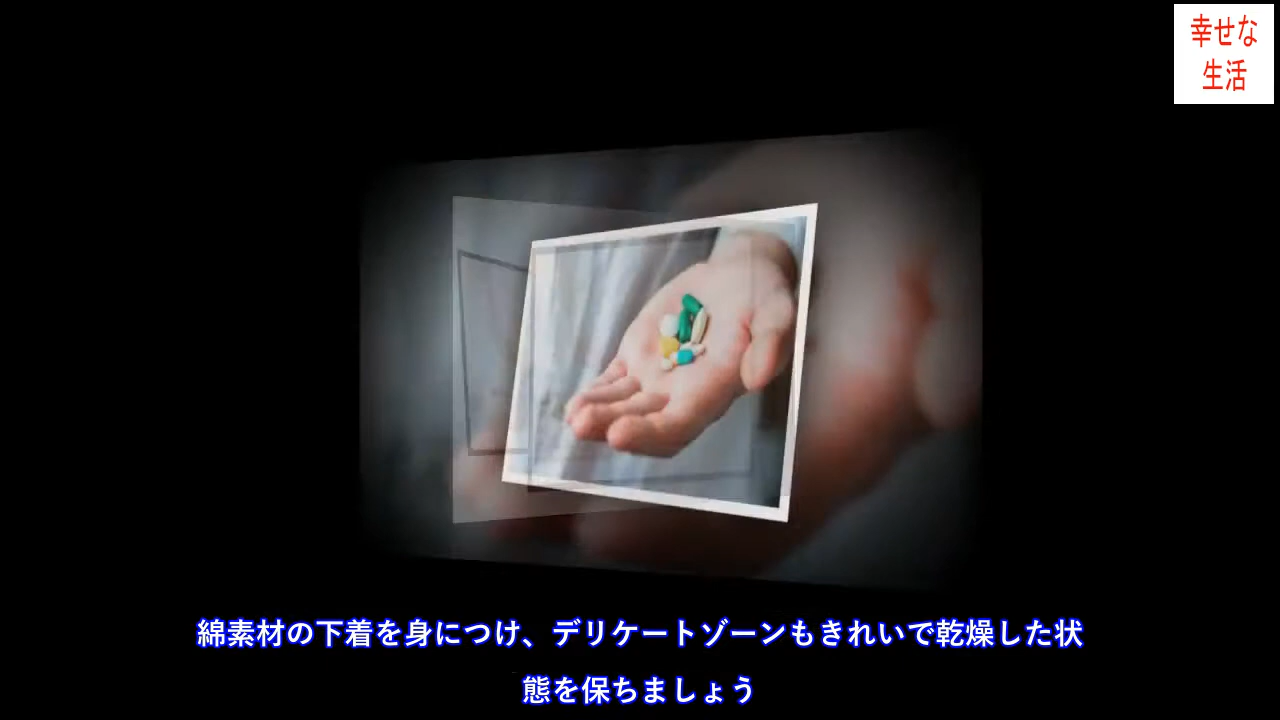 幸せな
生活
綿素材の下着を身につけ、デリケートゾーンもきれいで乾燥した状
態を保ちましょう